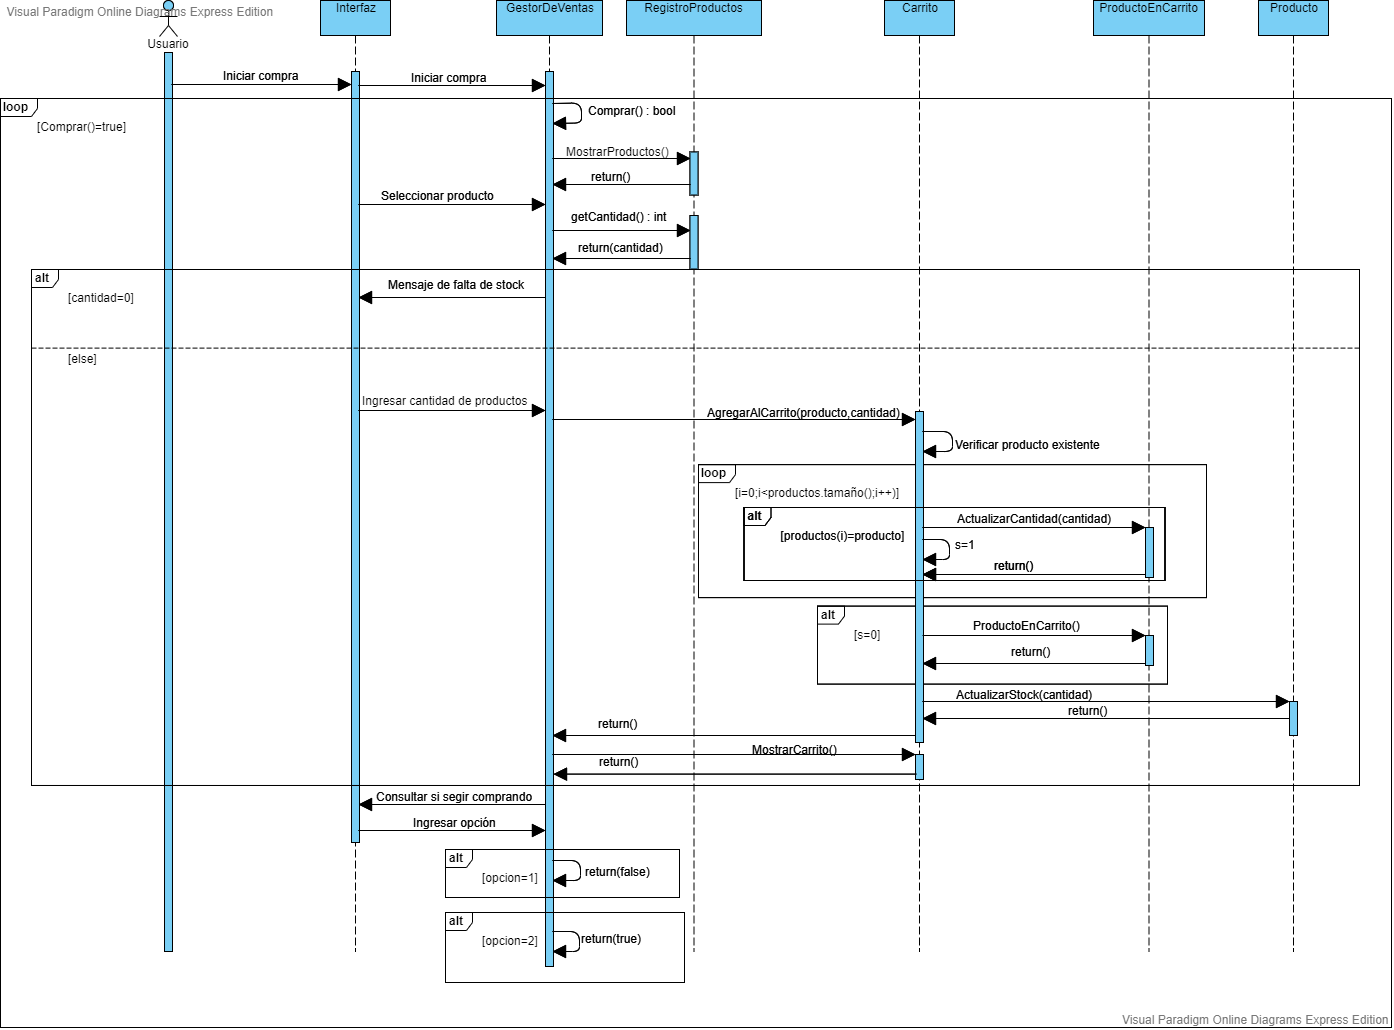 Visual Paradigm Online Diagrams Express Edition
Usuario
Interfaz
GestorDeVentas
RegistroProductos
Carrito
ProductoEnCarrito
Producto
Iniciar compra
Iniciar compra
loop
[Comprar()=true]
Comprar() : bool
MostrarProductos()
return()
Seleccionar producto
getCantidad() : int
return(cantidad)
alt
[cantidad=0]
Mensaje de falta de stock
[else]
Ingresar cantidad de productos
AgregarAlCarrito(producto,cantidad)
Verificar producto existente
loop
[i=0;i<productos.tamaño();i++)]
alt
[productos(i)=producto]
ActualizarCantidad(cantidad)
s=1
return()
alt
[s=0]
ProductoEnCarrito()
return()
ActualizarStock(cantidad)
return()
return()
MostrarCarrito()
return()
Consultar si segir comprando
Ingresar opción
alt
[opcion=1]
return(false)
alt
[opcion=2]
return(true)
Visual Paradigm Online Diagrams Express Edition